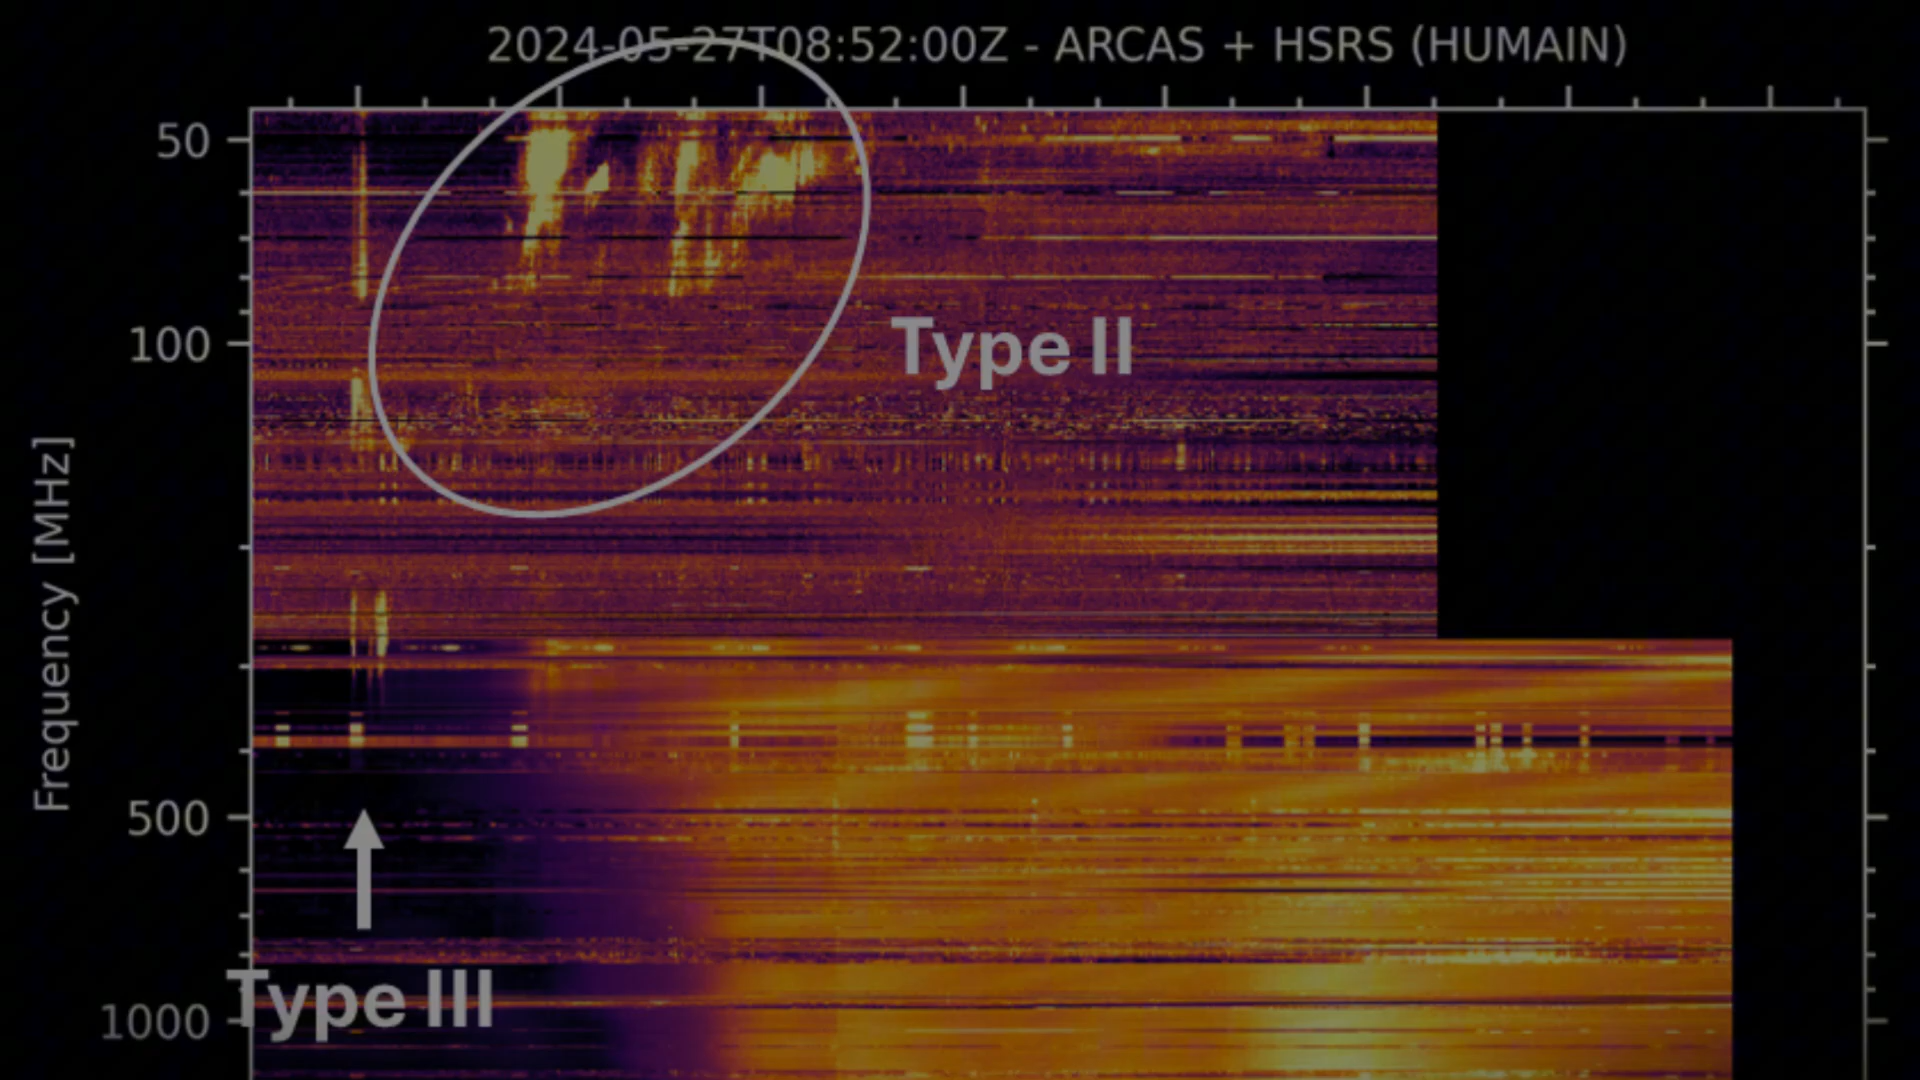 2024-05-27T08:52:00Z - ARCAS + HSRS (HUMAIN)
50
100
Type II
Frequency [MHz]
500
Type III
1000